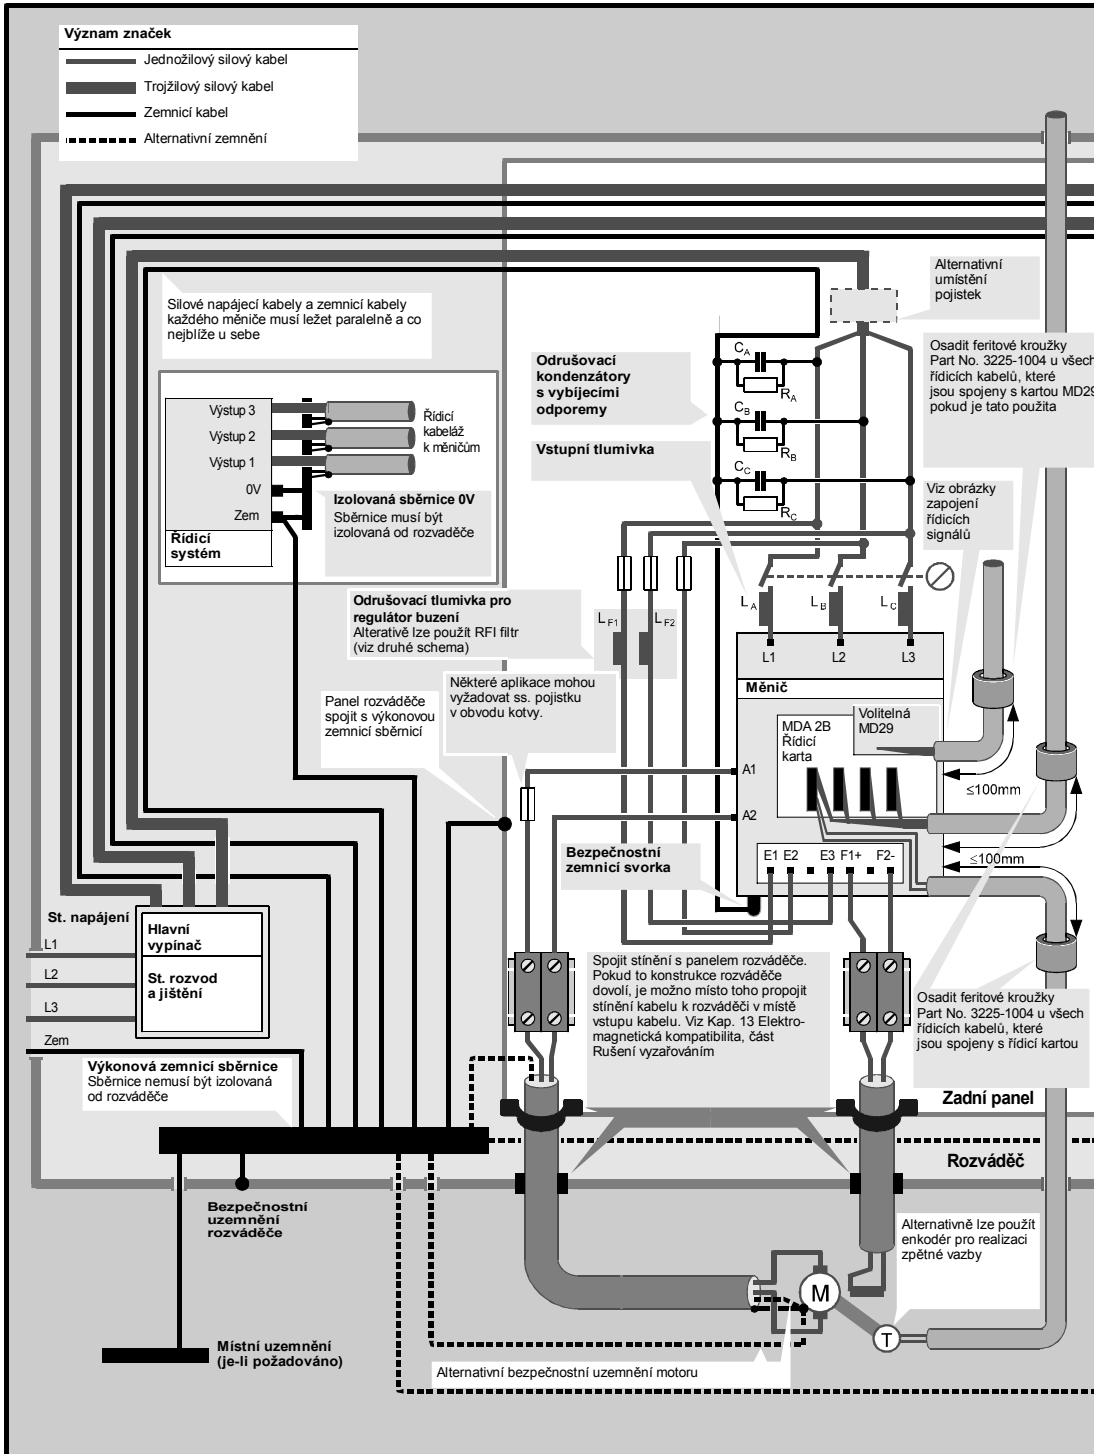 Význam značek
Jednožilový silový kabel
Trojžilový silový kabel
Zemnicí kabel
Alternativní zemnění
Silové napájecí kabely a zemnicí kabely
každého měniče musí ležet paralelně a co
nejblíže u sebe
Alternativní
umístění
pojistek
Osadit feritové kroužky
Part No. 3225-1004 u všech
řídicích kabelů, které
jsou spojeny s kartou MD29
pokud je tato použita
Odrušovací
kondenzátory
s vybíjecími
odporemy
CA
RA
CB
RB
CC
RC
Výstup 3
Výstup 2
Výstup 1
0V
Zem
Řídicí
systém
Řídicí
kabeláž
k měničům
Izolovaná sběrnice 0V
Sběrnice musí být
izolovaná od rozvaděče
Vstupní tlumivka
Viz obrázky
zapojení
řídicích
signálů
Odrušovací tlumivka pro
regulátor buzení
Alterativě lze použít RFI filtr
(viz druhé schema)
LF1
LF2
LA
LB
LC
L1
L2
L3
Měnič
Některé aplikace mohou
vyžadovat ss. pojistku
v obvodu kotvy.
Panel rozváděče
spojit s výkonovou
zemnicí sběrnicí
MDA 2B
Řídicí
karta
Volitelná
MD29
A1
A2
≤100mm
≤100mm
E1 E2 E3 F1+ F2-
Bezpečnostní
zemnicí svorka
St. napájení
L1
L2
L3
Zem
Hlavní
vypínač
St. rozvod
a jištění
Spojit stínění s panelem rozváděče.
Pokud to konstrukce rozváděče
dovolí, je možno místo toho propojit
stínění kabelu k rozváděči v místě
vstupu kabelu. Viz Kap. 13 Elektro-
magnetická kompatibilita, část
Rušení vyzařováním
Osadit feritové kroužky
Part No. 3225-1004 u všech
řídicích kabelů, které
jsou spojeny s řídicí kartou
Výkonová zemnicí sběrnice
Sběrnice nemusí být izolovaná
od rozváděče
Zadní panel
Rozváděč
Bezpečnostní
uzemnění
rozváděče
Alternativně lze použít
enkodér pro realizaci
zpětné vazby
M
T
Místní uzemnění
(je-li požadováno)
Alternativní bezpečnostní uzemnění motoru